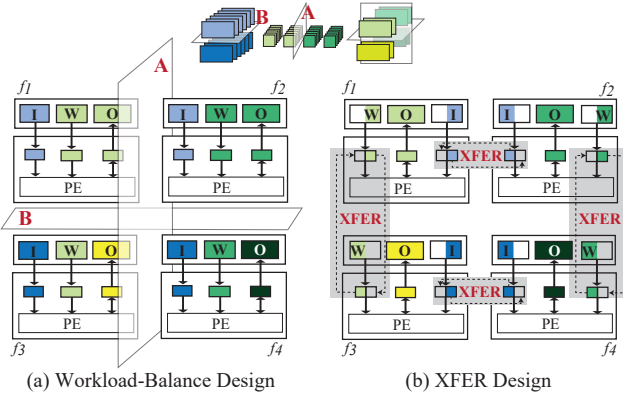 B A
A
f1 f2 f1 f2
I W O I W O W O I I O W
XFER
PE PE PE PE
XFER XFER
B
I W O I W O W O I I O W
XFER
PE PE PE PE
f3 f4 f3 f4
(a) Workload-Balance Design (b) XFER Design